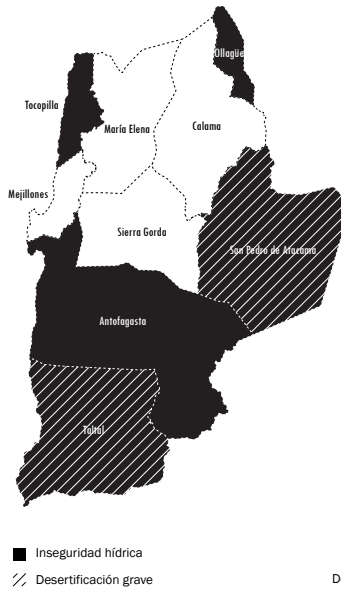 Ollagüe
Tocopilla
María Elena
Calama
Mejillones
Sierra Gorda
San Pedro de Atacama
Antofagasta
Taltal
Inseguridad hídrica
Desertificación grave
D